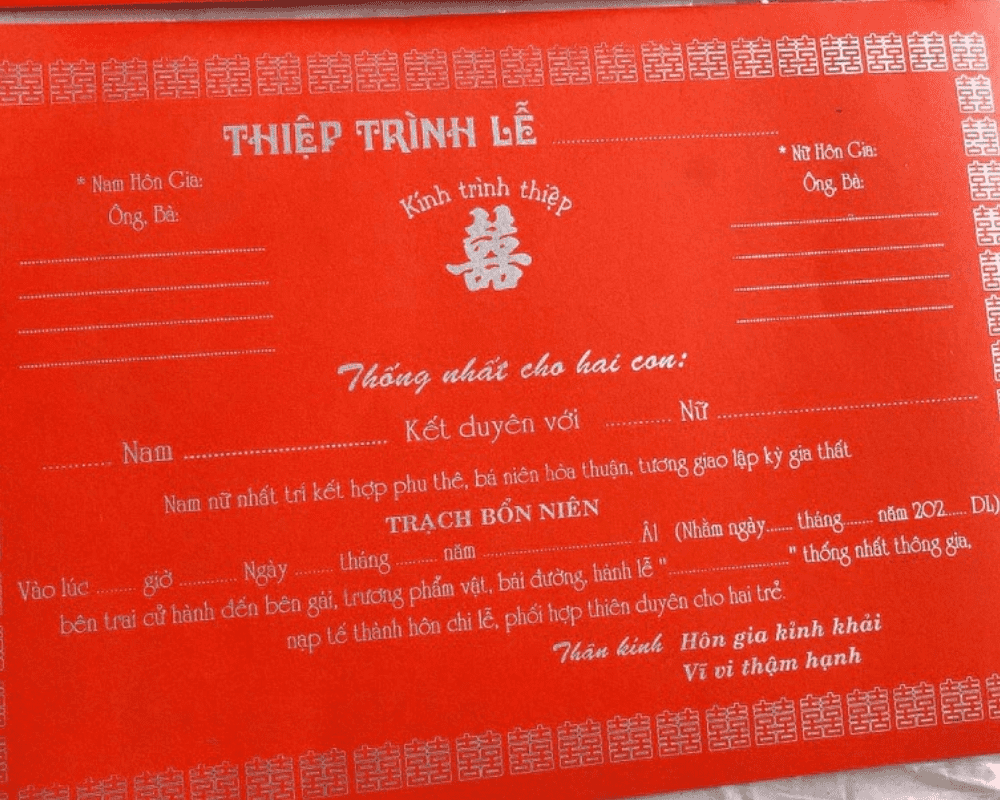 THIỆP TRÌNH LỄ ........................
* Nam Hôn Gia:
Ông, Bà:
* Nữ Hôn Gia:
Ông, Bà:
Kính trình thiệp
囍
Thống nhất cho hai con:
.......... Nam .............................. Kết duyên với .......... Nữ ..............................
Nam nữ nhất trí kết hợp phu thê, bá niên hòa thuận, tương giao lập kỳ gia thất
TRẠCH BỔN NIÊN
Vào lúc ...... giờ ......... Ngày ...... tháng ...... năm ........................ Âl (Nhằm ngày...... tháng...... năm 202..... Dl)
bên trai cử hành đến bên gái, trương phẩm vật, bái đường, hành lễ "........................" thống nhất thông gia,
nạp tế thành hôn chi lễ, phối hợp thiên duyên cho hai trẻ.
Thân kính Hôn gia kỉnh khải
Vĩ vi thậm hạnh